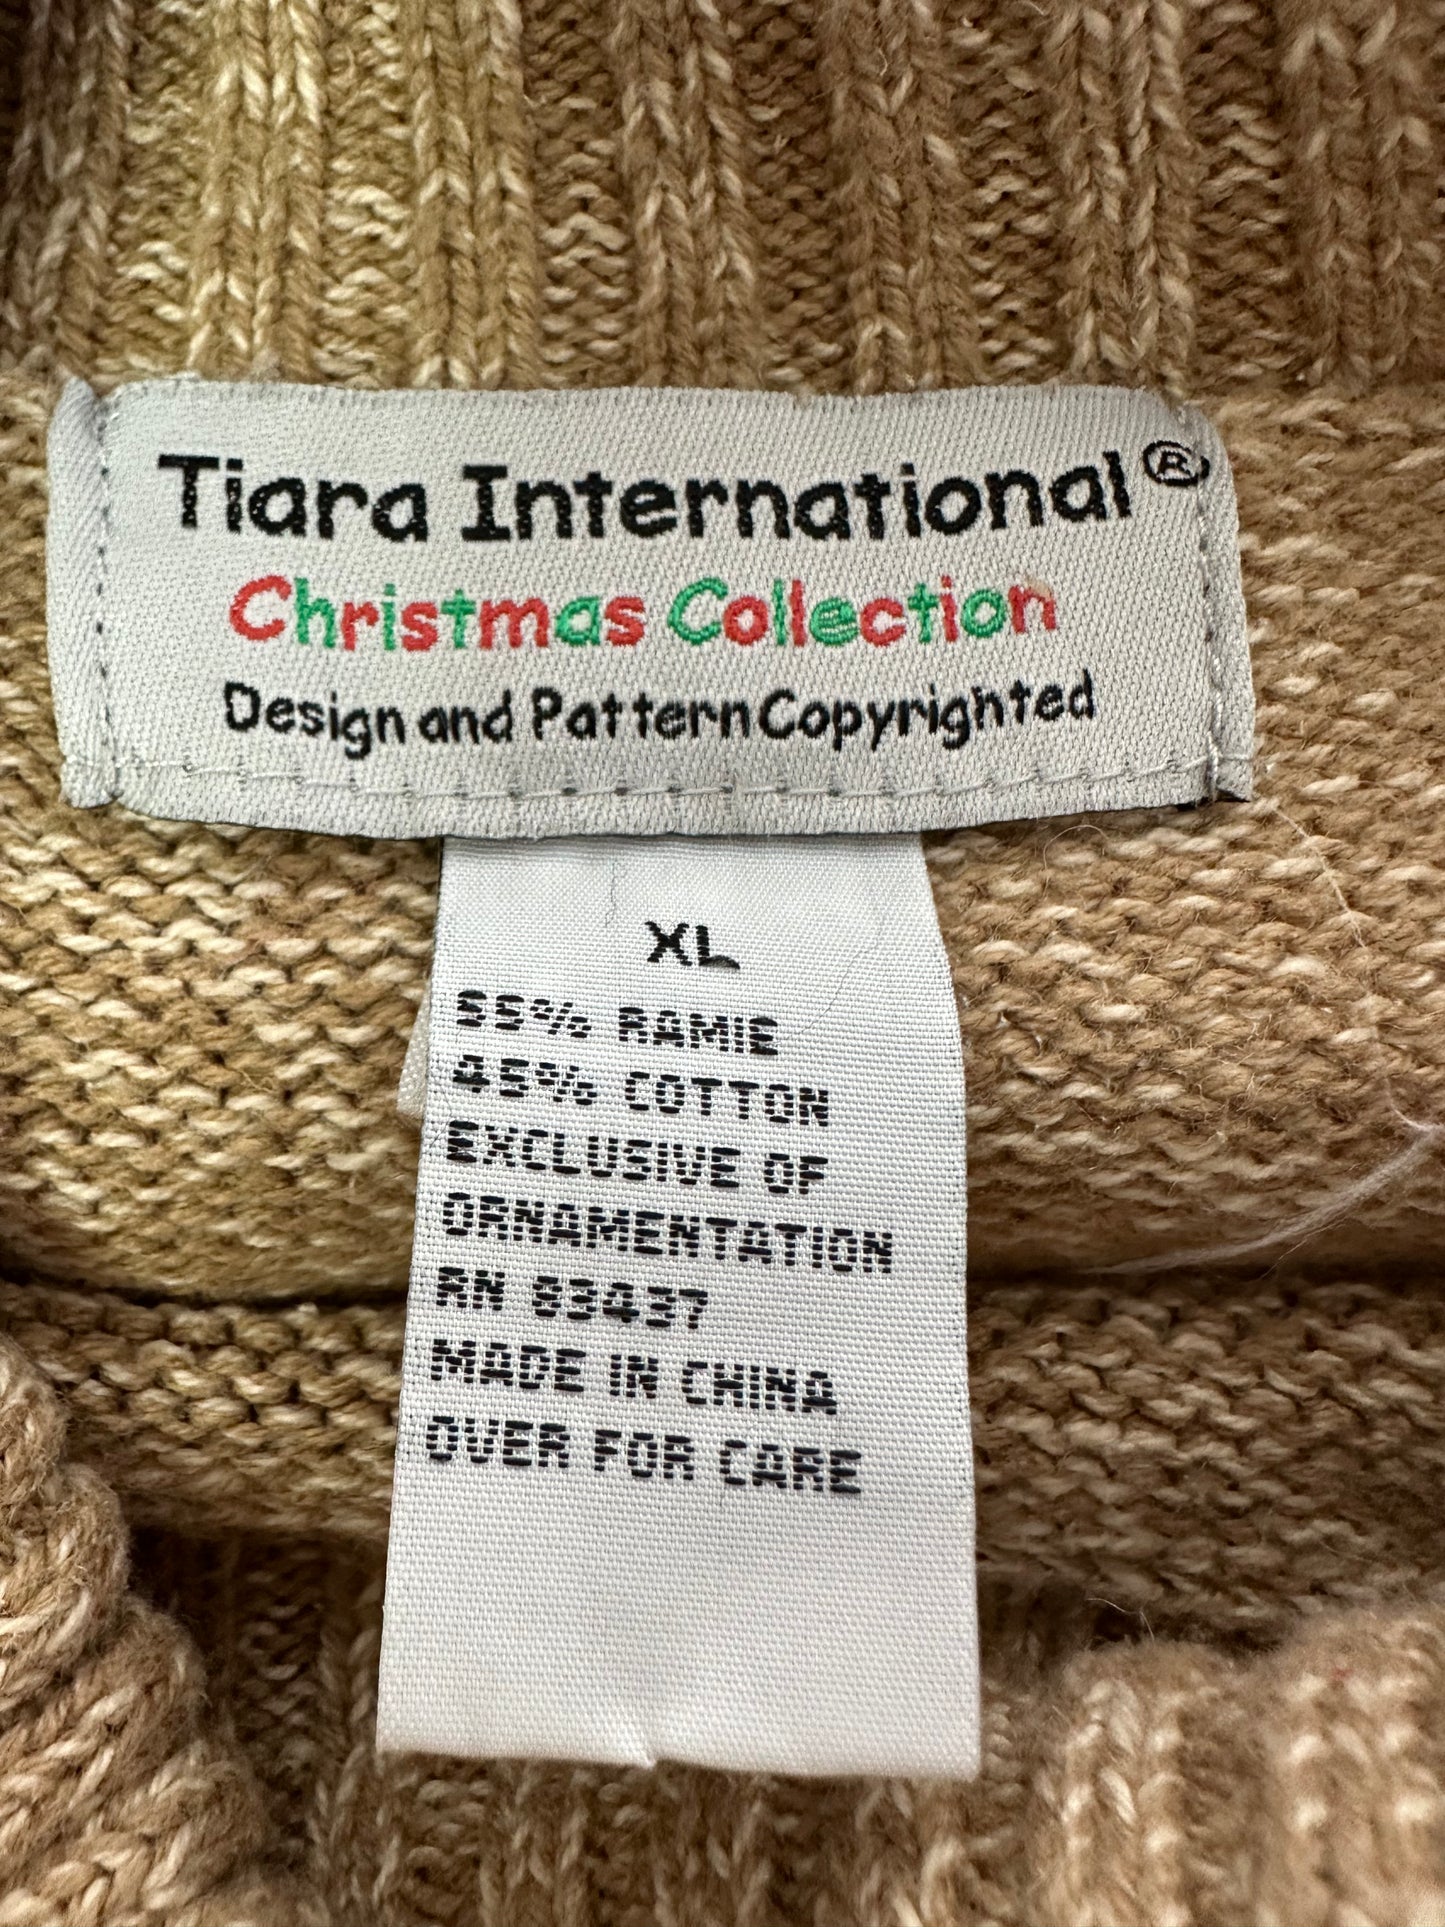 Tiara International®
Christmas Collection
Design and Pattern Copyrighted
XL
55% RAMIE
45% COTTON
EXCLUSIVE OF
ORNAMENTATION
RN 83437
MADE IN CHINA
OVER FOR CARE